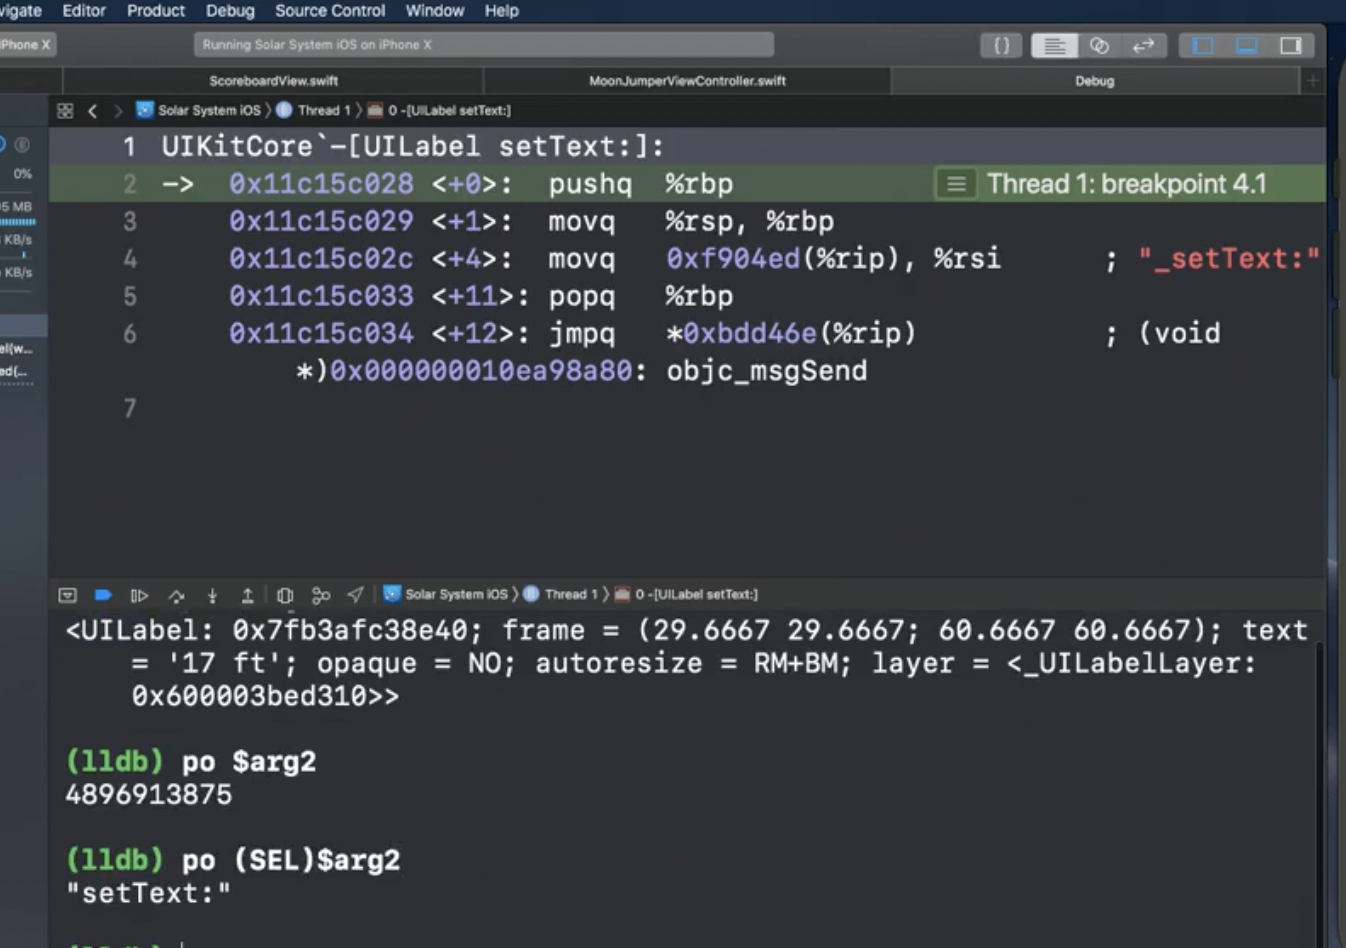 Editor Product Debug Source Control Window Help
iPhone X Running Solar System iOS on iPhone X {}
ScoreboardView.swift MoonJumperViewController.swift Debug +
Solar System iOS 〉 Thread 1 〉 0 -[UILabel setText:]
1 UIKitCore`-[UILabel setText:]:
2 -> 0x11c15c028 <+0>: pushq %rbp Thread 1: breakpoint 4.1
3 0x11c15c029 <+1>: movq %rsp, %rbp
4 0x11c15c02c <+4>: movq 0xf904ed(%rip), %rsi ; "_setText:"
5 0x11c15c033 <+11>: popq %rbp
6 0x11c15c034 <+12>: jmpq *0xbdd46e(%rip) ; (void
*)0x000000010ea98a80: objc_msgSend
7
0%
MB
KB/s
KB/s
Solar System iOS 〉 Thread 1 〉 0 -[UILabel setText:]
<UILabel: 0x7fb3afc38e40; frame = (29.6667 29.6667; 60.6667 60.6667); text
= '17 ft'; opaque = NO; autoresize = RM+BM; layer = <_UILabelLayer:
0x600003bed310>>
(lldb) po $arg2
4896913875
(lldb) po (SEL)$arg2
"setText:"